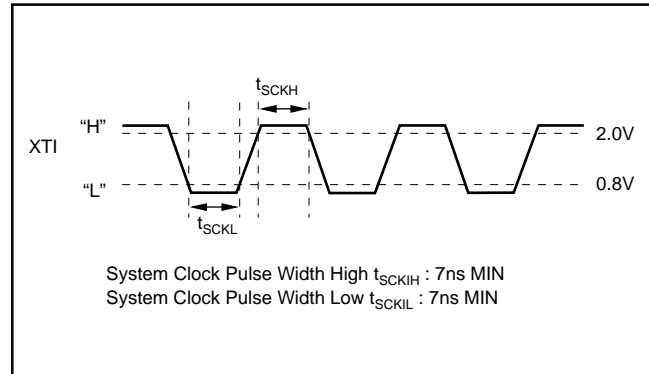 tSCKH
“H”
2.0V
XTI
“L”
0.8V
tSCKL
System Clock Pulse Width High tSCKIH : 7ns MIN
System Clock Pulse Width Low tSCKIL : 7ns MIN